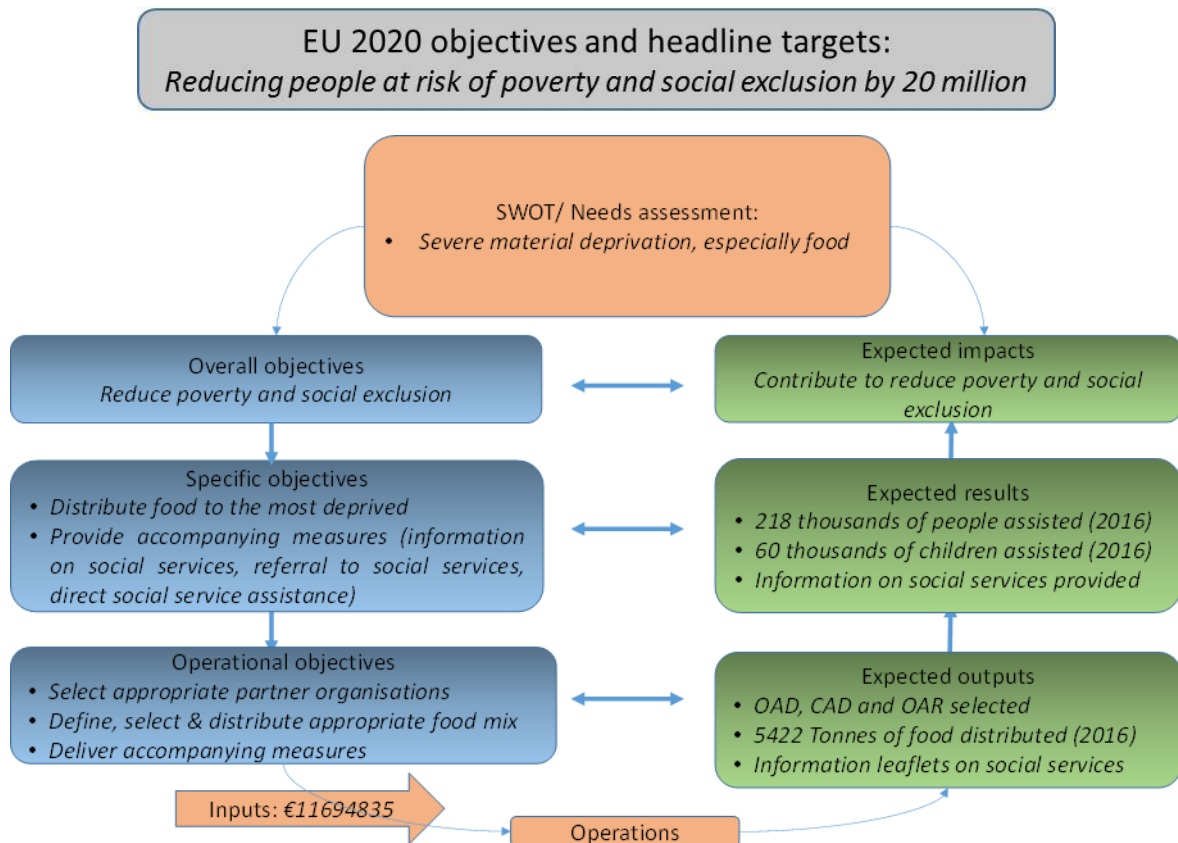 EU 2020 objectives and headline targets:
Reducing people at risk of poverty and social exclusion by 20 million
SWOT/ Needs assessment:
• Severe material deprivation, especially food
Overall objectives
Reduce poverty and social exclusion
Expected impacts
Contribute to reduce poverty and social
exclusion
Specific objectives
• Distribute food to the most deprived
• Provide accompanying measures (information
on social services, referral to social services,
direct social service assistance)
Expected results
• 218 thousands of people assisted (2016)
• 60 thousands of children assisted (2016)
• Information on social services provided
Operational objectives
• Select appropriate partner organisations
• Define, select & distribute appropriate food mix
• Deliver accompanying measures
Expected outputs
• OAD, CAD and OAR selected
• 5422 Tonnes of food distributed (2016)
• Information leaflets on social services
Inputs: €11694835
Operations